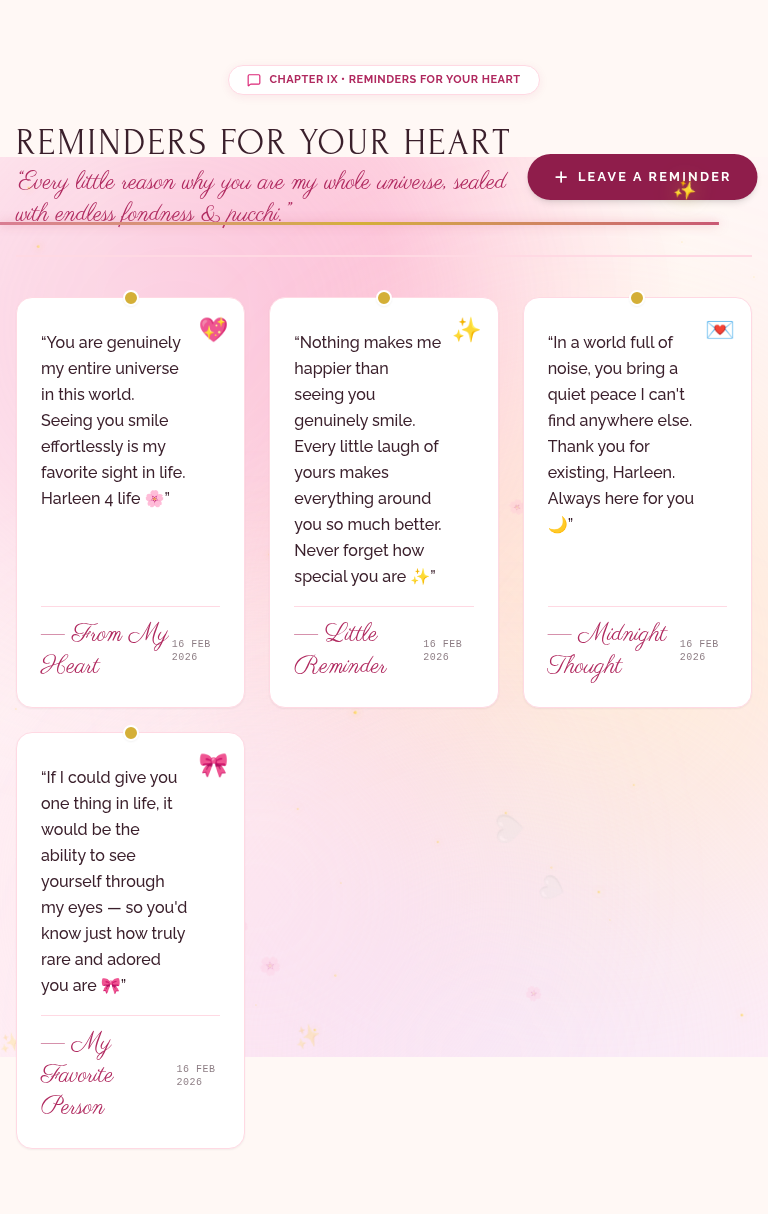 CHAPTER IX • REMINDERS FOR YOUR HEART
REMINDERS FOR YOUR HEART
“Every little reason why you are my whole universe, sealed
with endless fondness & pucchi.”
+ LEAVE A REMINDER
“You are genuinely
my entire universe
in this world.
Seeing you smile
effortlessly is my
favorite sight in life.
Harleen 4 life 🌸”
— From My
Heart
16 FEB
2026
“Nothing makes me
happier than
seeing you
genuinely smile.
Every little laugh of
yours makes
everything around
you so much better.
Never forget how
special you are ✨”
— Little
Reminder
16 FEB
2026
“In a world full of
noise, you bring a
quiet peace I can't
find anywhere else.
Thank you for
existing, Harleen.
Always here for you
🌙”
— Midnight
Thought
16 FEB
2026
“If I could give you
one thing in life, it
would be the
ability to see
yourself through
my eyes — so you'd
know just how truly
rare and adored
you are 🎀”
— My
Favorite
Person
16 FEB
2026